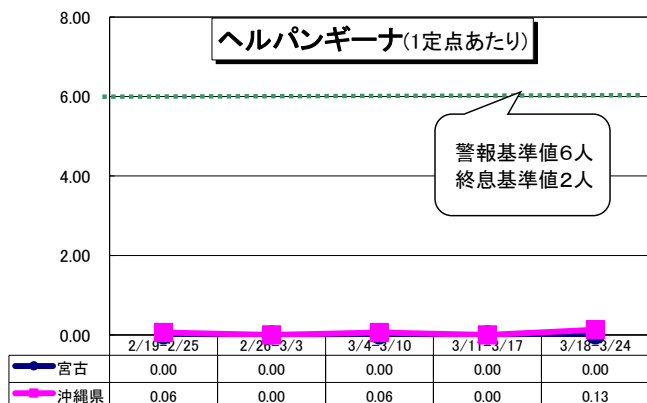 ヘルパンギーナ(1定点あたり)
8.00
6.00
4.00
2.00
0.00
警報基準値6人
終息基準値2人
2/19-2/25 2/26-3/3 3/4-3/10 3/11-3/17 3/18-3/24
宮古 0.00 0.00 0.00 0.00 0.00
沖縄県 0.06 0.00 0.06 0.00 0.13